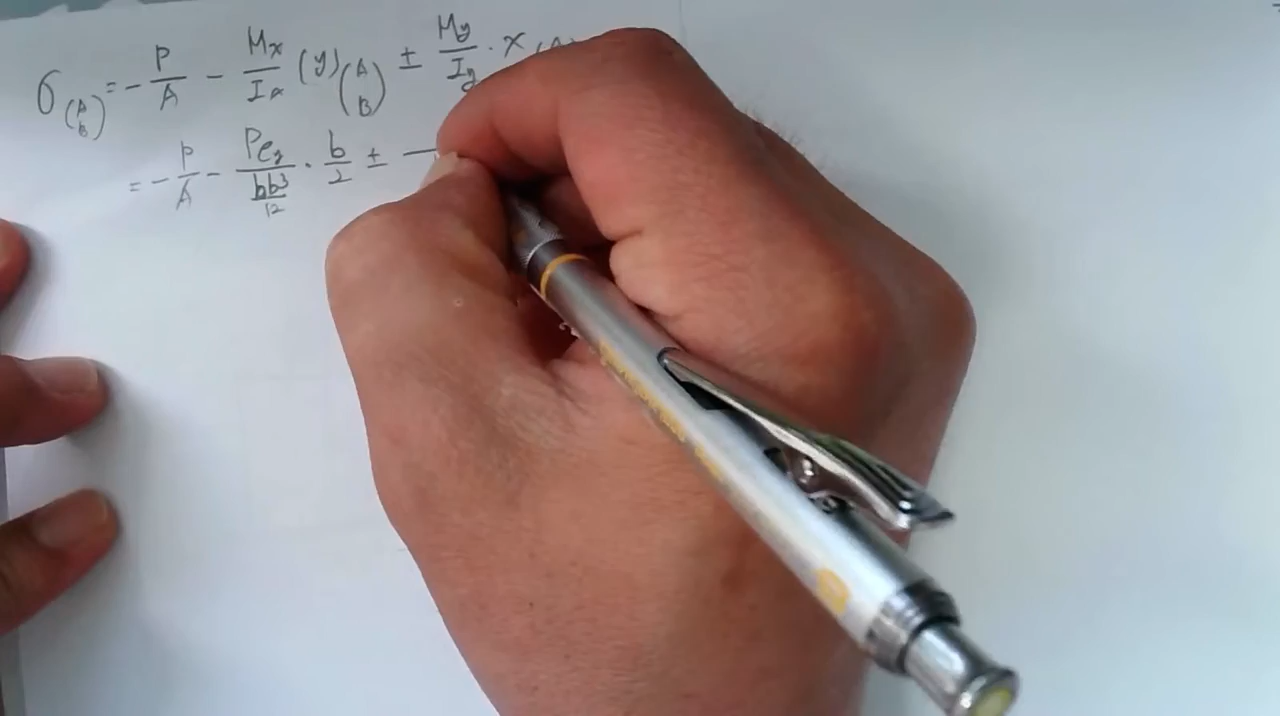 σ(A B) = - P/A - Mx/Ix (y)(A B) ± My/Iy · x (A
= - P/A - Pey/(bb³/12) · b/2 ± —